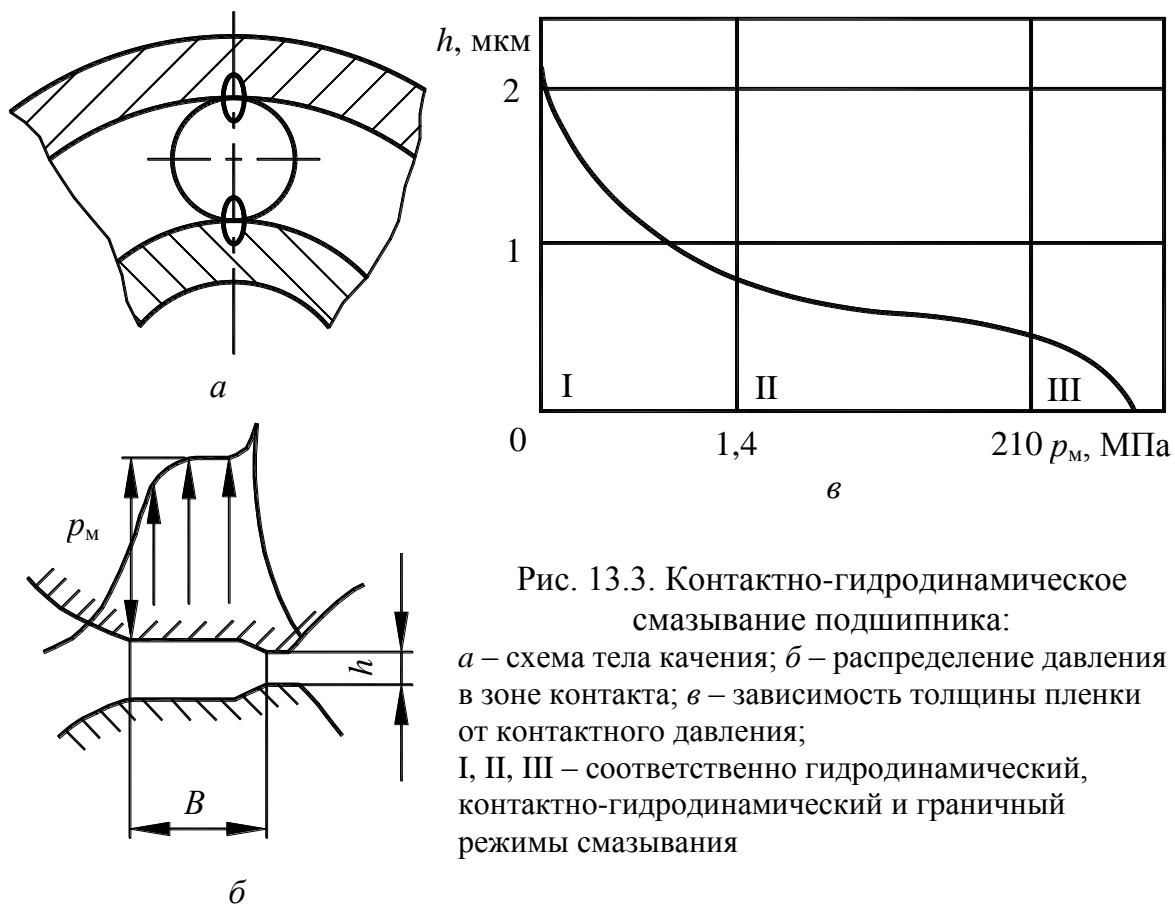 h, мкм
2
1
I
II
III
0
1,4
210 pм, МПа
а
в
pм
h
B
б
Рис. 13.3. Контактно-гидродинамическое
смазывание подшипника:
а – схема тела качения; б – распределение давления
в зоне контакта; в – зависимость толщины пленки
от контактного давления;
I, II, III – соответственно гидродинамический,
контактно-гидродинамический и граничный
режимы смазывания